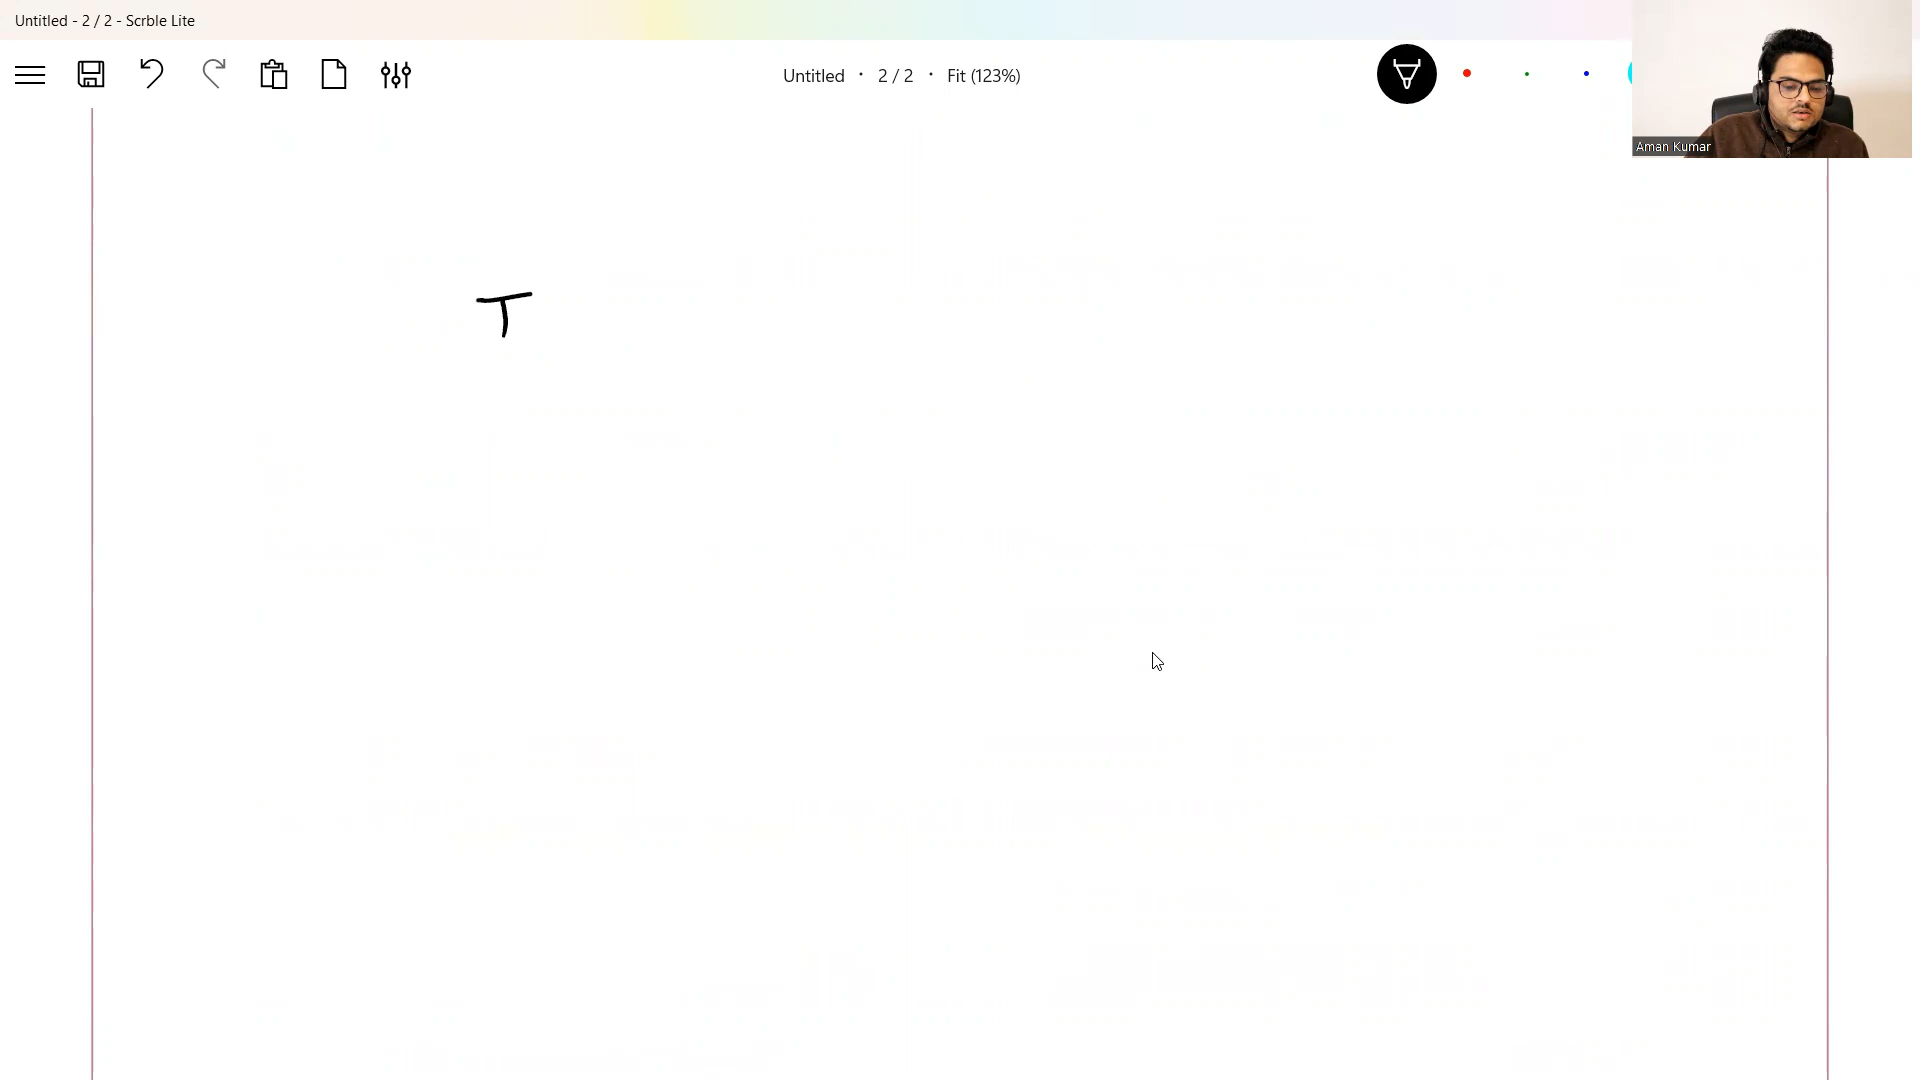 Untitled - 2 / 2 - Scrble Lite
Untitled • 2 / 2 • Fit (123%)
Aman Kumar
T